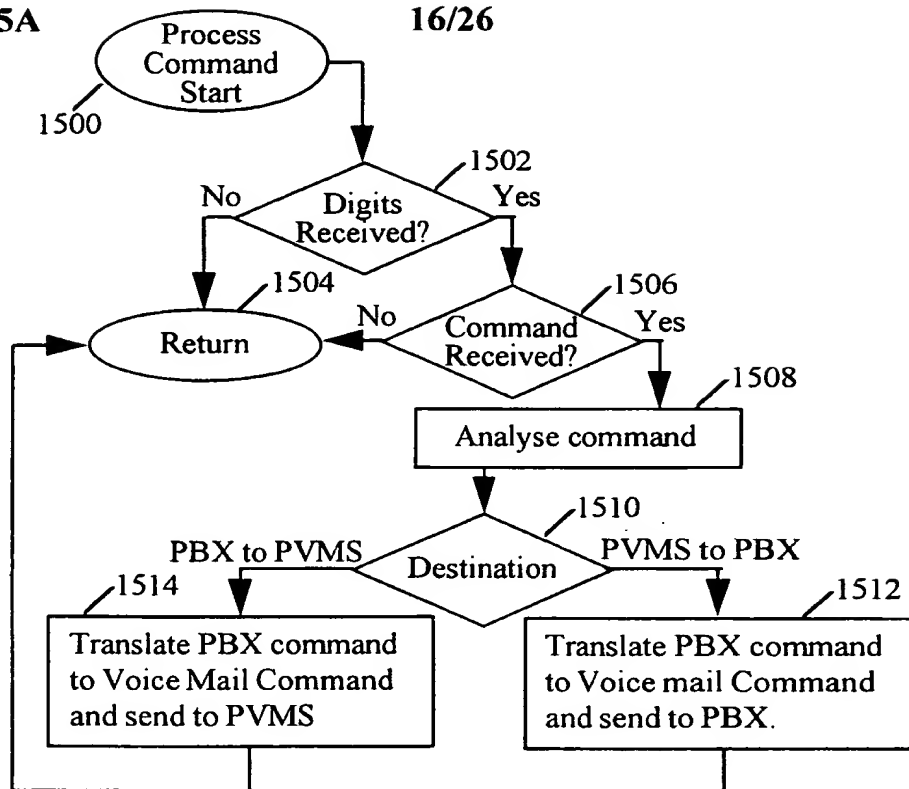 5A
16/26
Process
Command
Start
1500
1502
No
Digits
Received?
Yes
1504
Return
1506
No
Command
Received?
Yes
1508
Analyse command
1510
PBX to PVMS
Destination
PVMS to PBX
1514
Translate PBX command
to Voice Mail Command
and send to PVMS
1512
Translate PBX command
to Voice mail Command
and send to PBX.